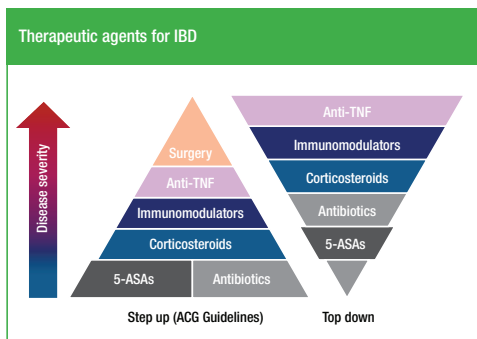 Therapeutic agents for IBD
Disease severity
Surgery
Anti-TNF
Immunomodulators
Corticosteroids
5-ASAs
Antibiotics
Step up (ACG Guidelines)
Anti-TNF
Immunomodulators
Corticosteroids
Antibiotics
5-ASAs
Top down